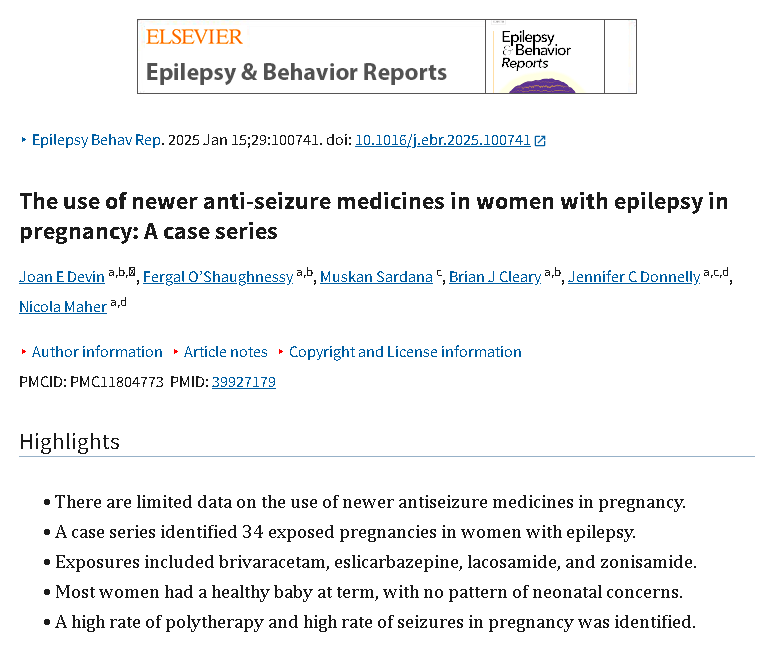 ELSEVIER
Epilepsy & Behavior Reports
Epilepsy
& Behavior
Reports
‣ Epilepsy Behav Rep. 2025 Jan 15;29:100741. doi: 10.1016/j.ebr.2025.100741
The use of newer anti-seizure medicines in women with epilepsy in
pregnancy: A case series
Joan E Devin a,b,⁎, Fergal O’Shaughnessy a,b, Muskan Sardana c, Brian J Cleary a,b, Jennifer C Donnelly a,c,d,
Nicola Maher a,d
‣ Author information ‣ Article notes ‣ Copyright and License information
PMCID: PMC11804773 PMID: 39927179
Highlights
• There are limited data on the use of newer antiseizure medicines in pregnancy.
• A case series identified 34 exposed pregnancies in women with epilepsy.
• Exposures included brivaracetam, eslicarbazepine, lacosamide, and zonisamide.
• Most women had a healthy baby at term, with no pattern of neonatal concerns.
• A high rate of polytherapy and high rate of seizures in pregnancy was identified.